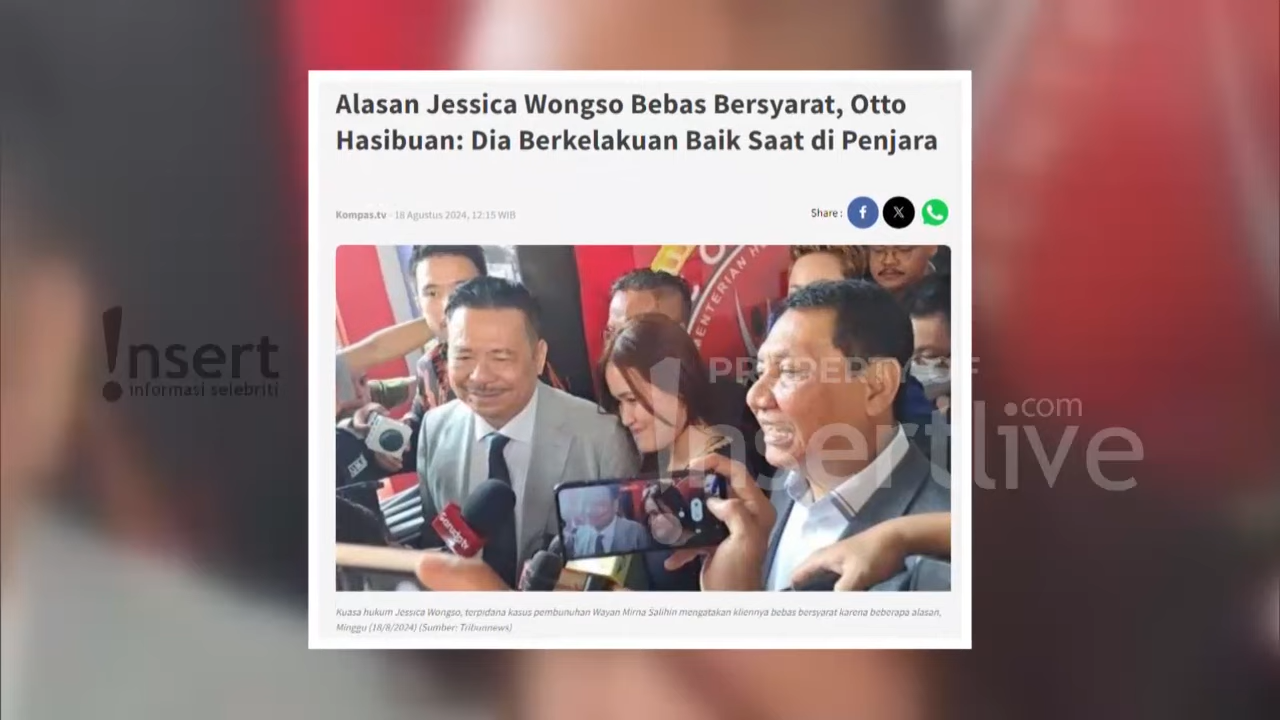 Alasan Jessica Wongso Bebas Bersyarat, Otto
Hasibuan: Dia Berkelakuan Baik Saat di Penjara
Kompas.tv - 18 Agustus 2024, 12:15 WIB
Share :
MENTERIAN H
Insert
informasi selebriti
PROPERTY OF
insertlive
.com
Kuasa hukum Jessica Wongso, terpidana kasus pembunuhan Wayan Mirna Salihin mengatakan kliennya bebas bersyarat karena beberapa alasan,
Minggu (18/8/2024) (Sumber: Tribunnews)